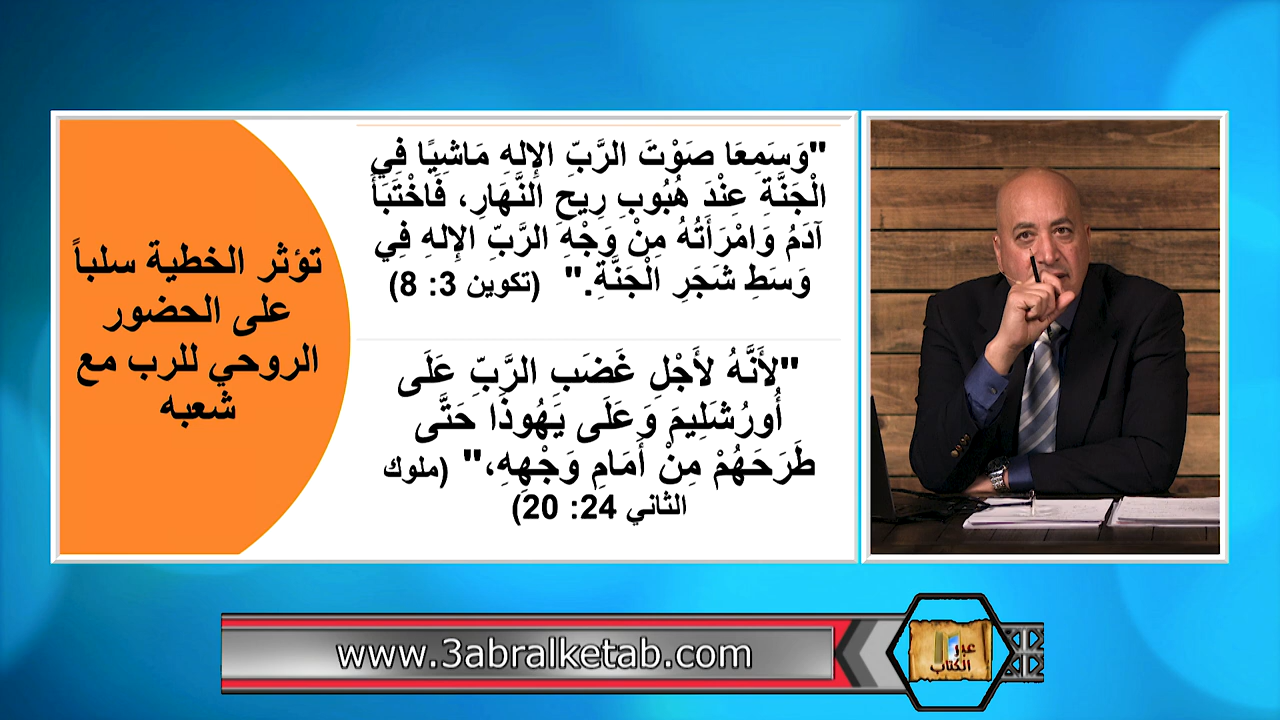 تؤثر الخطية سلباً
على الحضور
الروحي للرب مع
شعبه
"وَسَمِعَا صَوْتَ الرَّبِّ الإِلهِ مَاشِيًا فِي
الْجَنَّةِ عِنْدَ هُبُوبِ رِيحِ النَّهَارِ، فَاخْتَبَأَ
آدَمُ وَامْرَأَتُهُ مِنْ وَجْهِ الرَّبِّ الإِلهِ فِي
وَسَطِ شَجَرِ الْجَنَّةِ." (تكوين 3: 8)
"لأَنَّهُ لأَجْلِ غَضَبِ الرَّبِّ عَلَى
أُورُشَلِيمَ وَعَلَى يَهُوذَا حَتَّى
طَرَحَهُمْ مِنْ أَمَامِ وَجْهِهِ،" (ملوك
الثاني 24: 20)
www.3abralketab.com
عبر
الكتاب